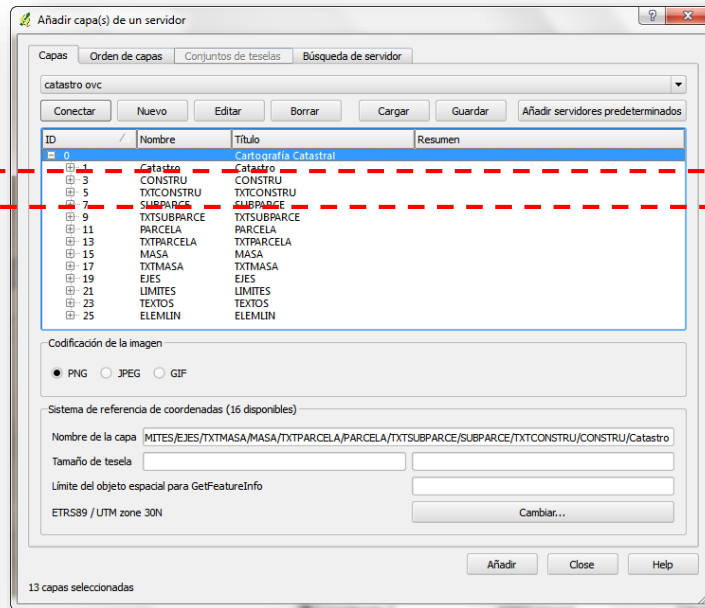 Añadir capa(s) de un servidor
Capas Orden de capas Conjuntos de teselas Búsqueda de servidor
catastro ovc
Conectar Nuevo Editar Borrar Cargar Guardar Añadir servidores predeterminados
ID Nombre Título Resumen
0 Cartografía Catastral
1 Catastro Catastro
3 CONSTRU CONSTRU
5 TXTCONSTRU TXTCONSTRU
7 SUBPARCE SUBPARCE
9 TXTSUBPARCE TXTSUBPARCE
11 PARCELA PARCELA
13 TXTPARCELA TXTPARCELA
15 MASA MASA
17 TXTMASA TXTMASA
19 EJES EJES
21 LIMITES LIMITES
23 TEXTOS TEXTOS
25 ELEMLIN ELEMLIN
Codificación de la imagen
PNG JPEG GIF
Sistema de referencia de coordenadas (16 disponibles)
Nombre de la capa MITES/EJES/TXTMASA/MASA/TXTPARCELA/PARCELA/TXTSUBPARCE/SUBPARCE/TXTCONSTRU/CONSTRU/Catastro
Tamaño de tesela
Límite del objeto espacial para GetFeatureInfo
ETRS89 / UTM zone 30N Cambiar...
Añadir Close Help
13 capas seleccionadas